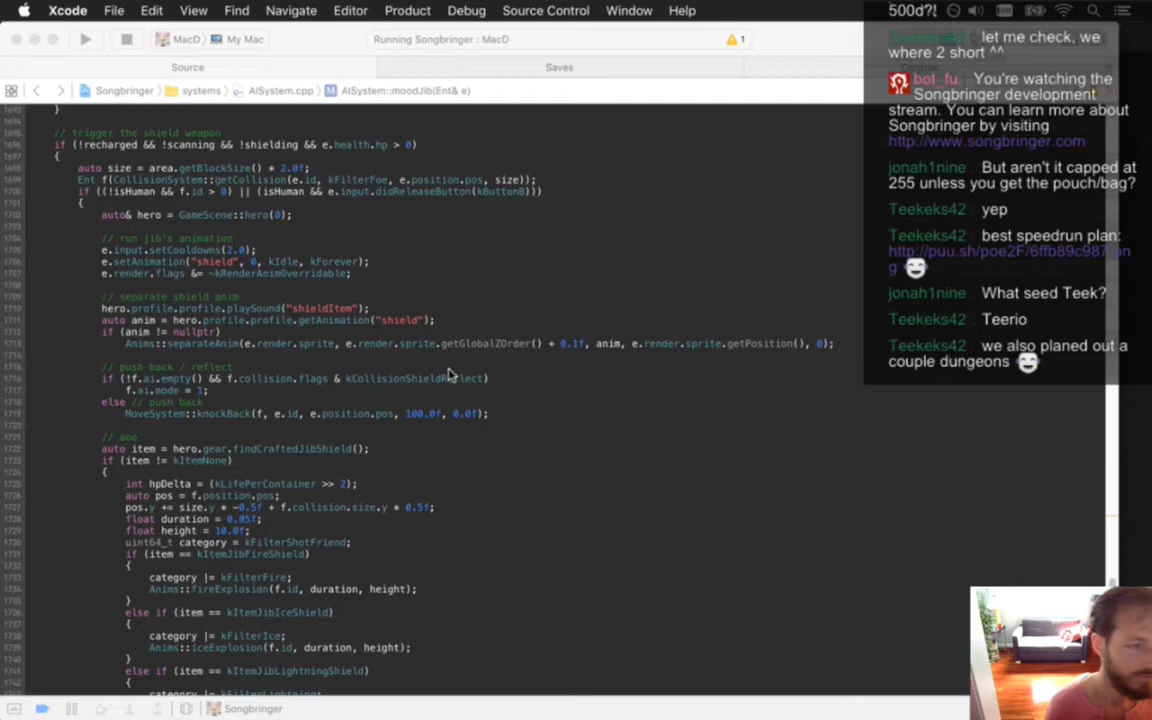 Xcode File Edit View Find Navigate Editor Product Debug Source Control Window Help
500d?!
MacD My Mac
Running Songbringer : MacD
1
Source
Songbringer systems AISystem.cpp AISystem::moodJib(Ent& e)
}
// trigger the shield weapon
if (!recharged && !scanning && !shielding && e.health.hp > 0)
{
auto size = area.getBlockSize() * 2.0f;
Ent f(CollisionSystem::getCollision(e.id, kFilterFoe, e.position.pos, size));
if ((!isHuman && f.id > 0) || (isHuman && e.input.didReleaseButton(kButtonB)))
{
auto& hero = GameScene::hero(0);
// run jib's animation
e.input.setCooldowns(2.0);
e.setAnimation("shield", 0, kIdle, kForever);
e.render.flags &= ~kRenderAnimOverridable;
// separate shield anim
hero.profile.profile.playSound("shieldItem");
auto anim = hero.profile.profile.getAnimation("shield");
if (anim != nullptr)
Anims::separateAnim(e.render.sprite, e.render.sprite.getGlobalZOrder() + 0.1f, anim, e.render.sprite.getPosition(), 0);
// push back / reflect
if (!f.ai.empty() && f.collision.flags & kCollisionShieldReflect)
f.ai.mode = 1;
else // push back
MoveSystem::knockBack(f, e.id, e.position.pos, 100.0f, 0.0f);
// aoe
auto item = hero.gear.findCraftedJibShield();
if (item != kItemNone)
{
int hpDelta = (kLifePerContainer >> 2);
auto pos = f.position.pos;
pos.y += size.y * -0.5f + f.collision.size.y * 0.5f;
float duration = 0.05f;
float height = 10.0f;
uint64_t category = kFilterShotFriend;
if (item == kItemJibFireShield)
{
category |= kFilterFire;
Anims::fireExplosion(f.id, duration, height);
}
else if (item == kItemJibIceShield)
{
category |= kFilterIce;
Anims::iceExplosion(f.id, duration, height);
}
else if (item == kItemJibLightningShield)
{
category |= kFilterLightning;
Songbringer
let me check, we
where 2 short ^^
bot_fu You're watching the
Songbringer development
stream. You can learn more about
Songbringer by visiting
http://www.songbringer.com
jonah1nine But aren't it capped at
255 unless you get the pouch/bag?
Teekeks42 yep
Teekeks42 best speedrun plan:
http://puu.sh/poe2F/6ffb89c987.pn
g
jonah1nine What seed Teek?
Teekeks42 Teerio
Teekeks42 we also planed out a
couple dungeons